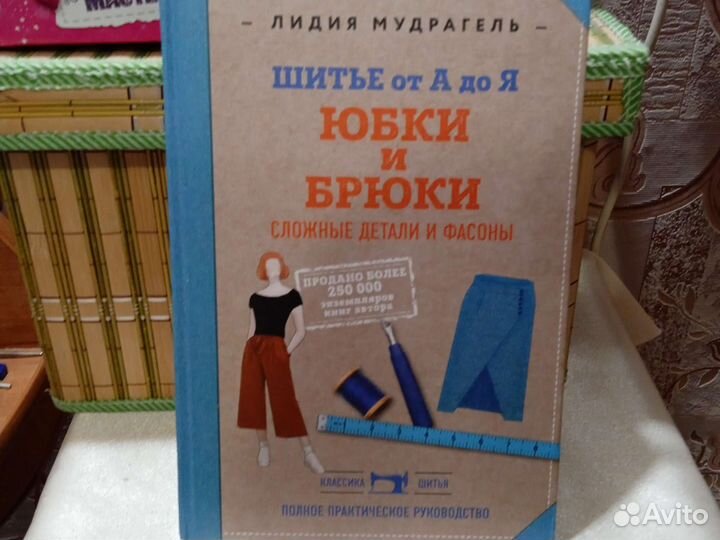 – ЛИДИЯ МУДРАГЕЛЬ –
ШИТЬЕ от А до Я
ЮБКИ
И
БРЮКИ
СЛОЖНЫЕ ДЕТАЛИ И ФАСОНЫ
ПРОДАНО БОЛЕЕ
250 000
экземпляров
книг автора
КЛАССИКА ШИТЬЯ
ПОЛНОЕ ПРАКТИЧЕСКОЕ РУКОВОДСТВО
Avito